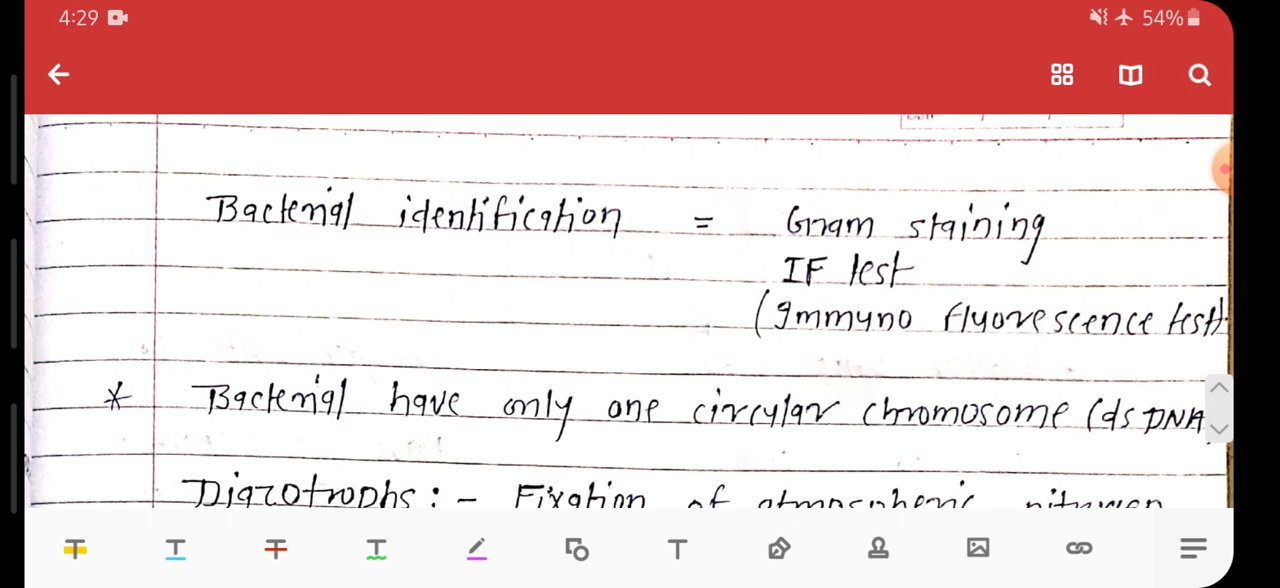 4:29
54%
Bacterial identification = Gram staining
IF test
(Immuno fluorescence test)
* Bacterial have only one circular chromosome (ds DNA
Diazotrophs : - Fixation of atmospheric nitrogen